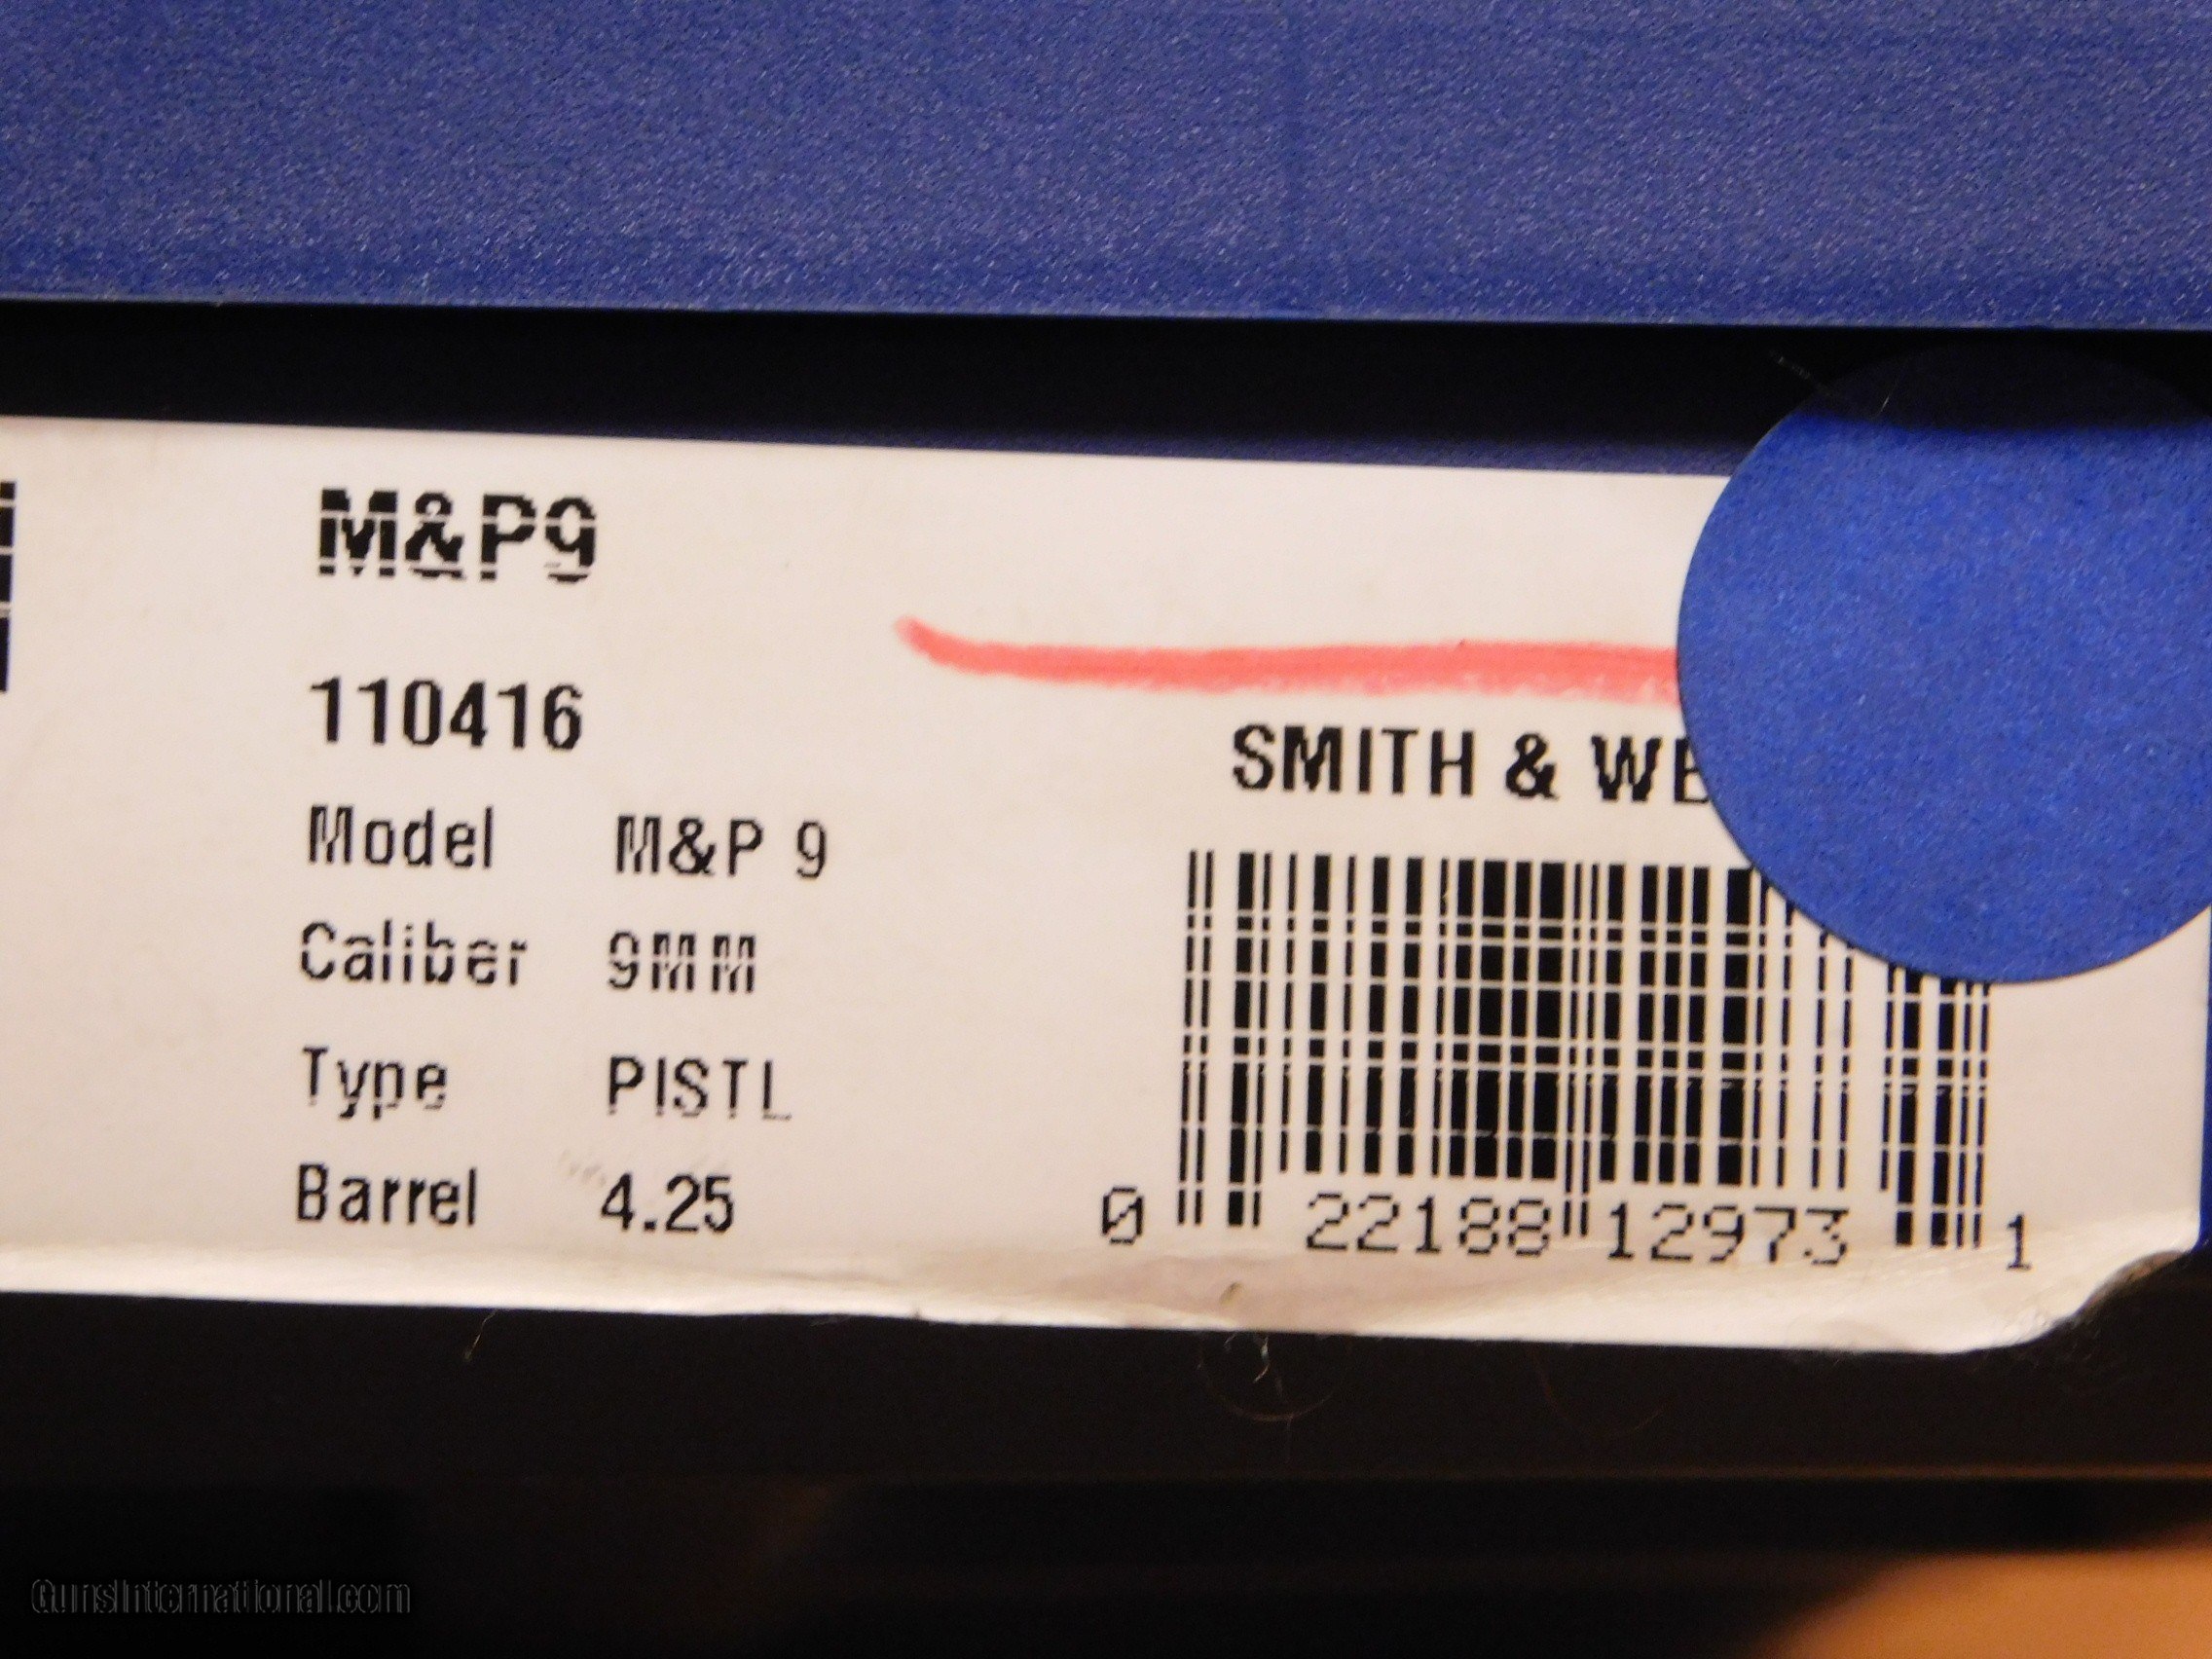 M&P9
110416
Model M&P 9
Caliber 9MM
Type PISTL
Barrel 4.25
SMITH & WE
0 22188 12973 1
GunsInternational.com